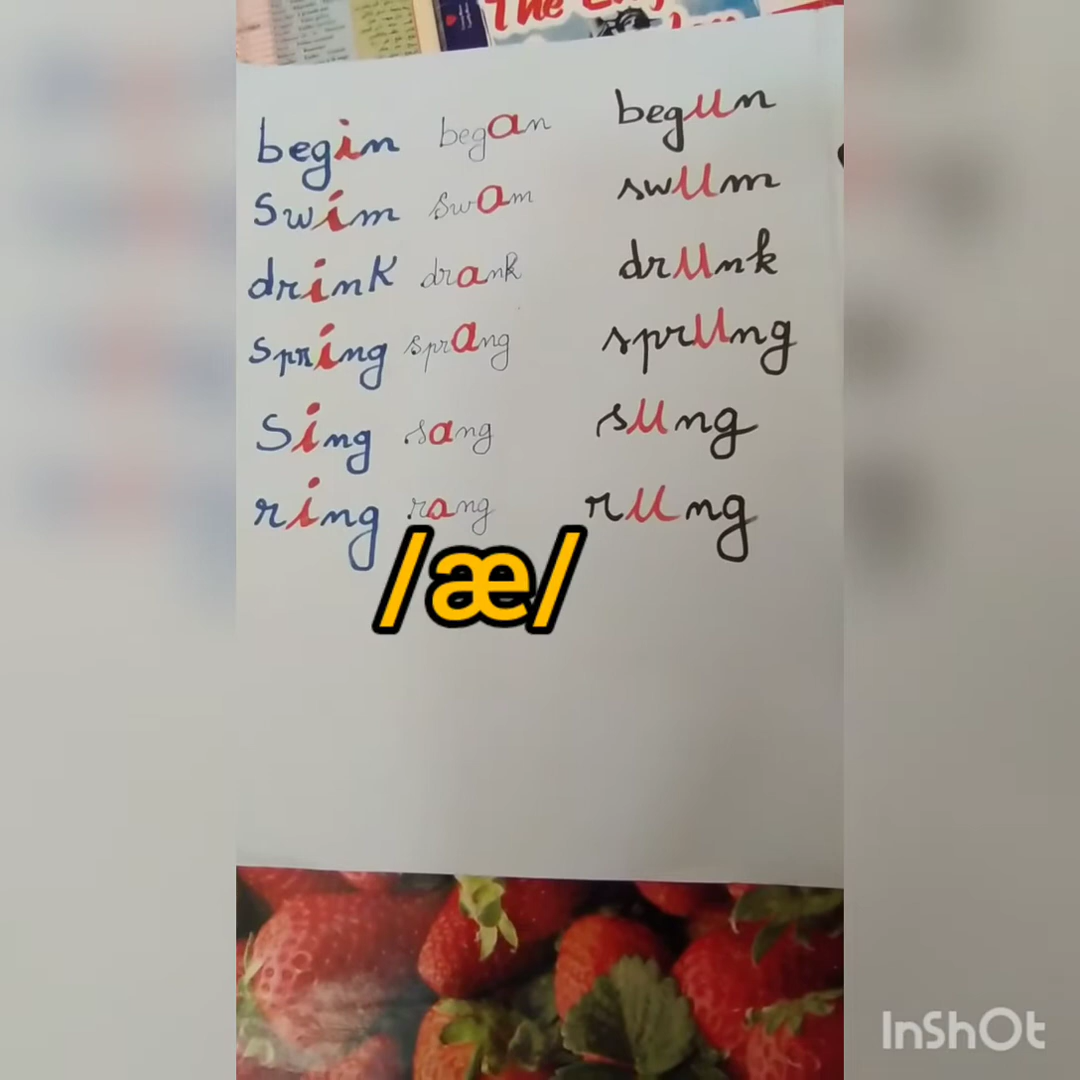 The
begin began begun
swim swam swum
drink drank drunk
spring sprang sprung
sing sang sung
ring rang rung
/æ/
InShOt